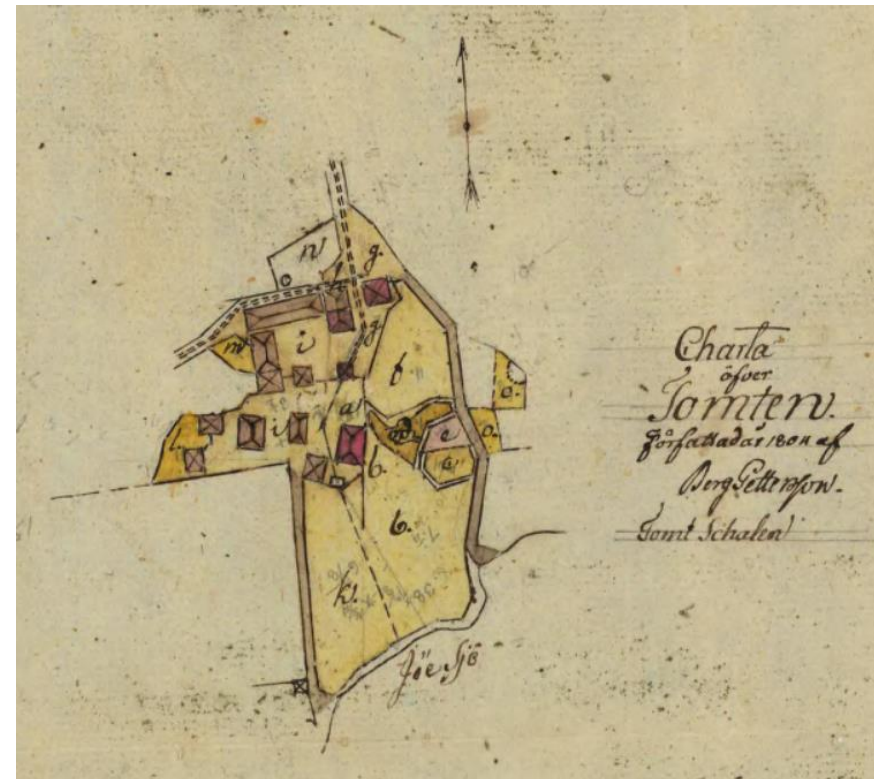 n
g.
h
g.
m
i
b
o.
a
l.
i
d.
e
o.
b.
c
b.
k.
Sjö
Charta
öfver
Tomten.
Författad år 1804 af
Tomt Schalen